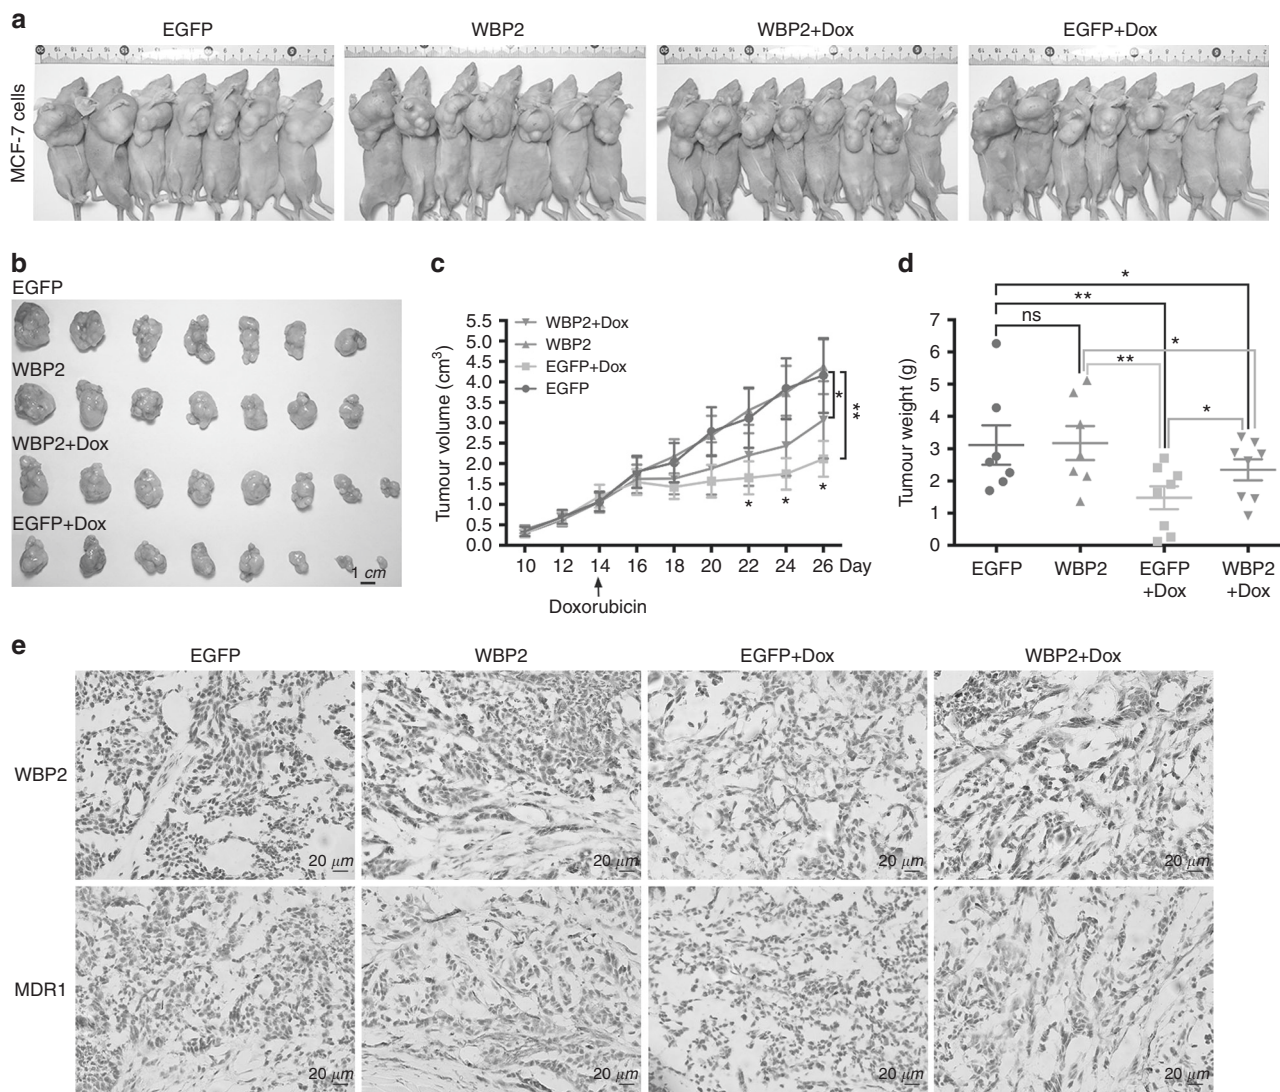 a
EGFP
WBP2
WBP2+Dox
EGFP+Dox
MCF-7 cells
b
EGFP
WBP2
WBP2+Dox
EGFP+Dox
1 cm
c
Tumour volume (cm3)
5.5
5.0
4.5
4.0
3.5
3.0
2.5
2.0
1.5
1.0
0.5
0.0
WBP2+Dox
WBP2
EGFP+Dox
EGFP
*
**
* * *
10 12 14 16 18 20 22 24 26 Day
Doxorubicin
d
Tumour weight (g)
7
6
5
4
3
2
1
0
*
**
ns
*
**
*
EGFP WBP2 EGFP +Dox WBP2 +Dox
e
EGFP
WBP2
EGFP+Dox
WBP2+Dox
WBP2
20 μm
20 μm
20 μm
20 μm
MDR1
20 μm
20 μm
20 μm
20 μm